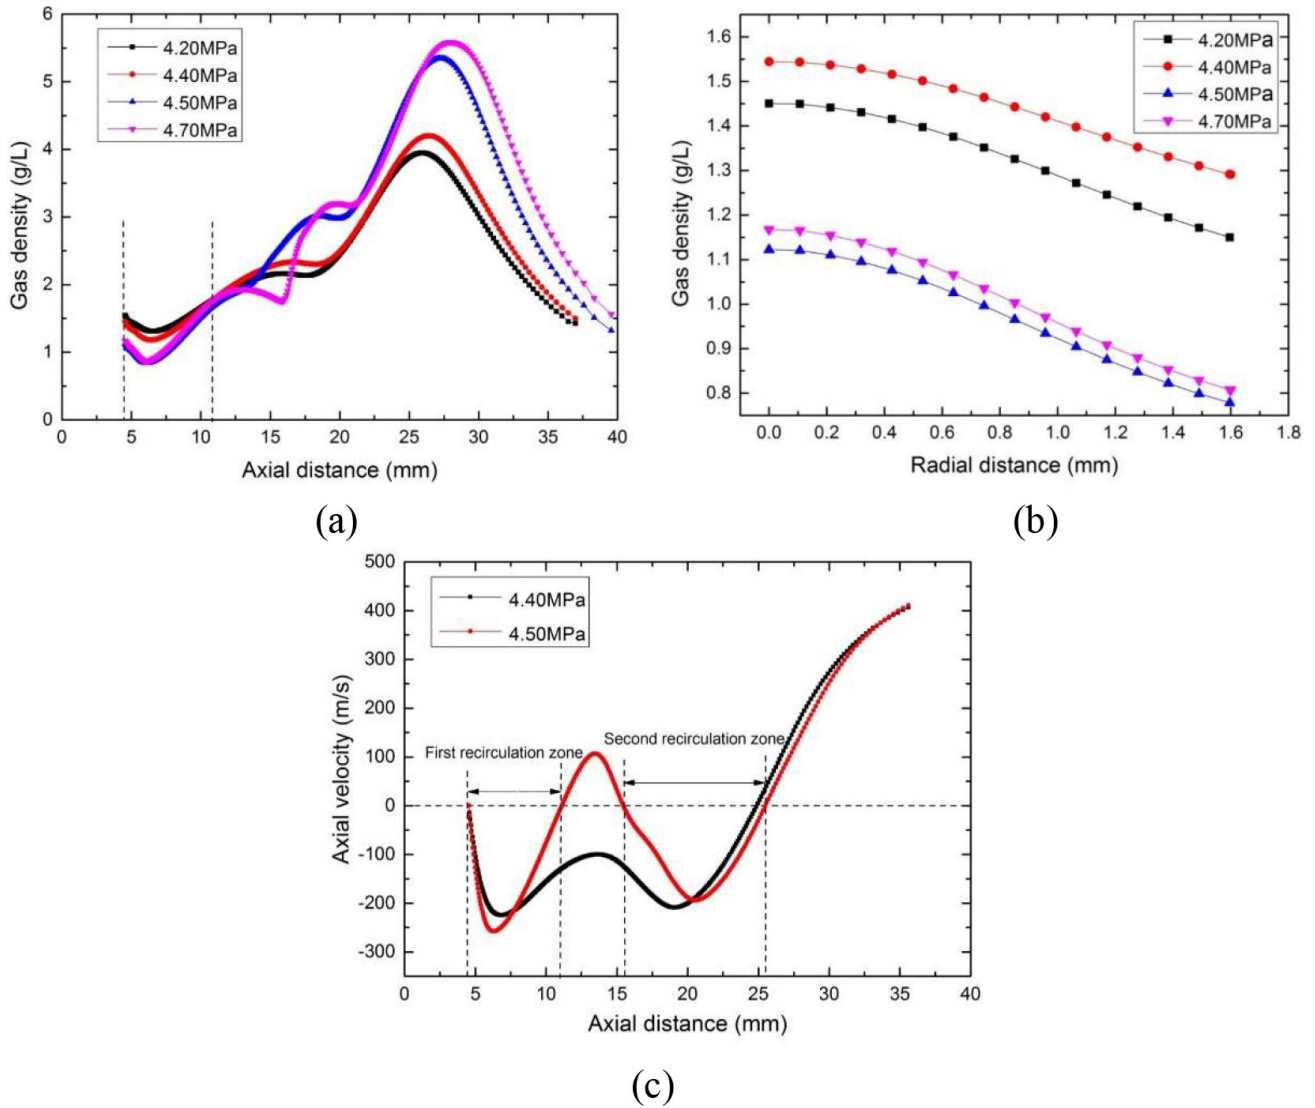 4.20MPa
4.40MPa
4.50MPa
4.70MPa
Gas density (g/L)
6
5
4
3
2
1
0
0 5 10 15 20 25 30 35 40
Axial distance (mm)
(a)
4.20MPa
4.40MPa
4.50MPa
4.70MPa
Gas density (g/L)
1.6
1.5
1.4
1.3
1.2
1.1
1.0
0.9
0.8
0.0 0.2 0.4 0.6 0.8 1.0 1.2 1.4 1.6 1.8
Radial distance (mm)
(b)
4.40MPa
4.50MPa
Axial velocity (m/s)
500
400
300
200
100
0
-100
-200
-300
First recirculation zone
Second recirculation zone
0 5 10 15 20 25 30 35 40
Axial distance (mm)
(c)